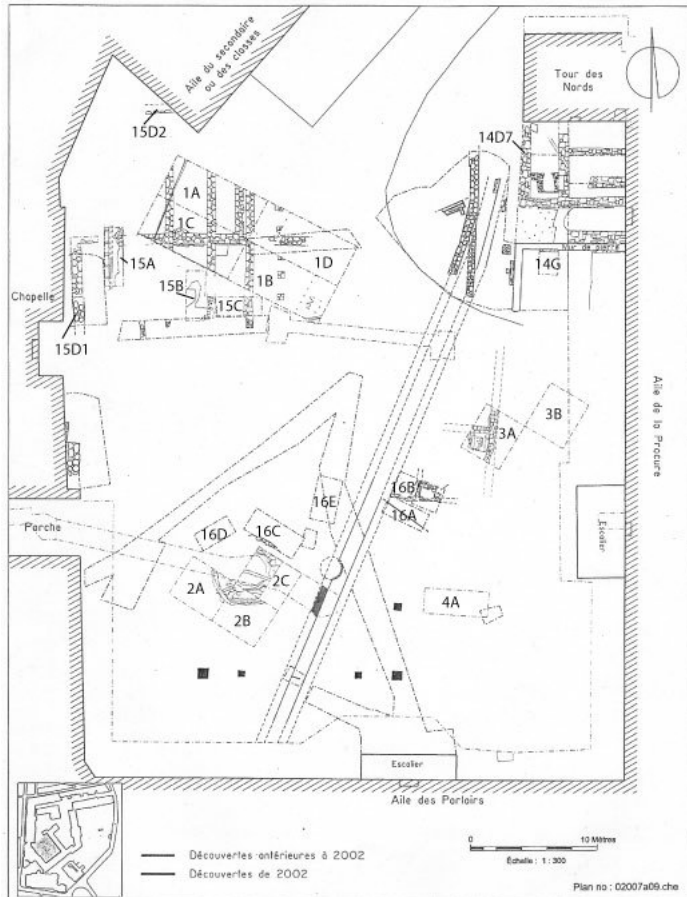 Aile du secondaire
ou des classes
Tour des
Nords
15D2
14D7
1A
1C
1D
15A
15B
1B
15C
14G
Mur de pierre
Chapelle
15D1
3B
3A
Aile de la Procure
16B
16E
16A
Escalier
Porche
16D
16C
2A
2C
2B
4A
Escalier
Aile des Parloirs
Découvertes antérieures à 2002
Découvertes de 2002
0
10 Mètres
Échelle : 1 : 300
Plan no : 02007a09.che